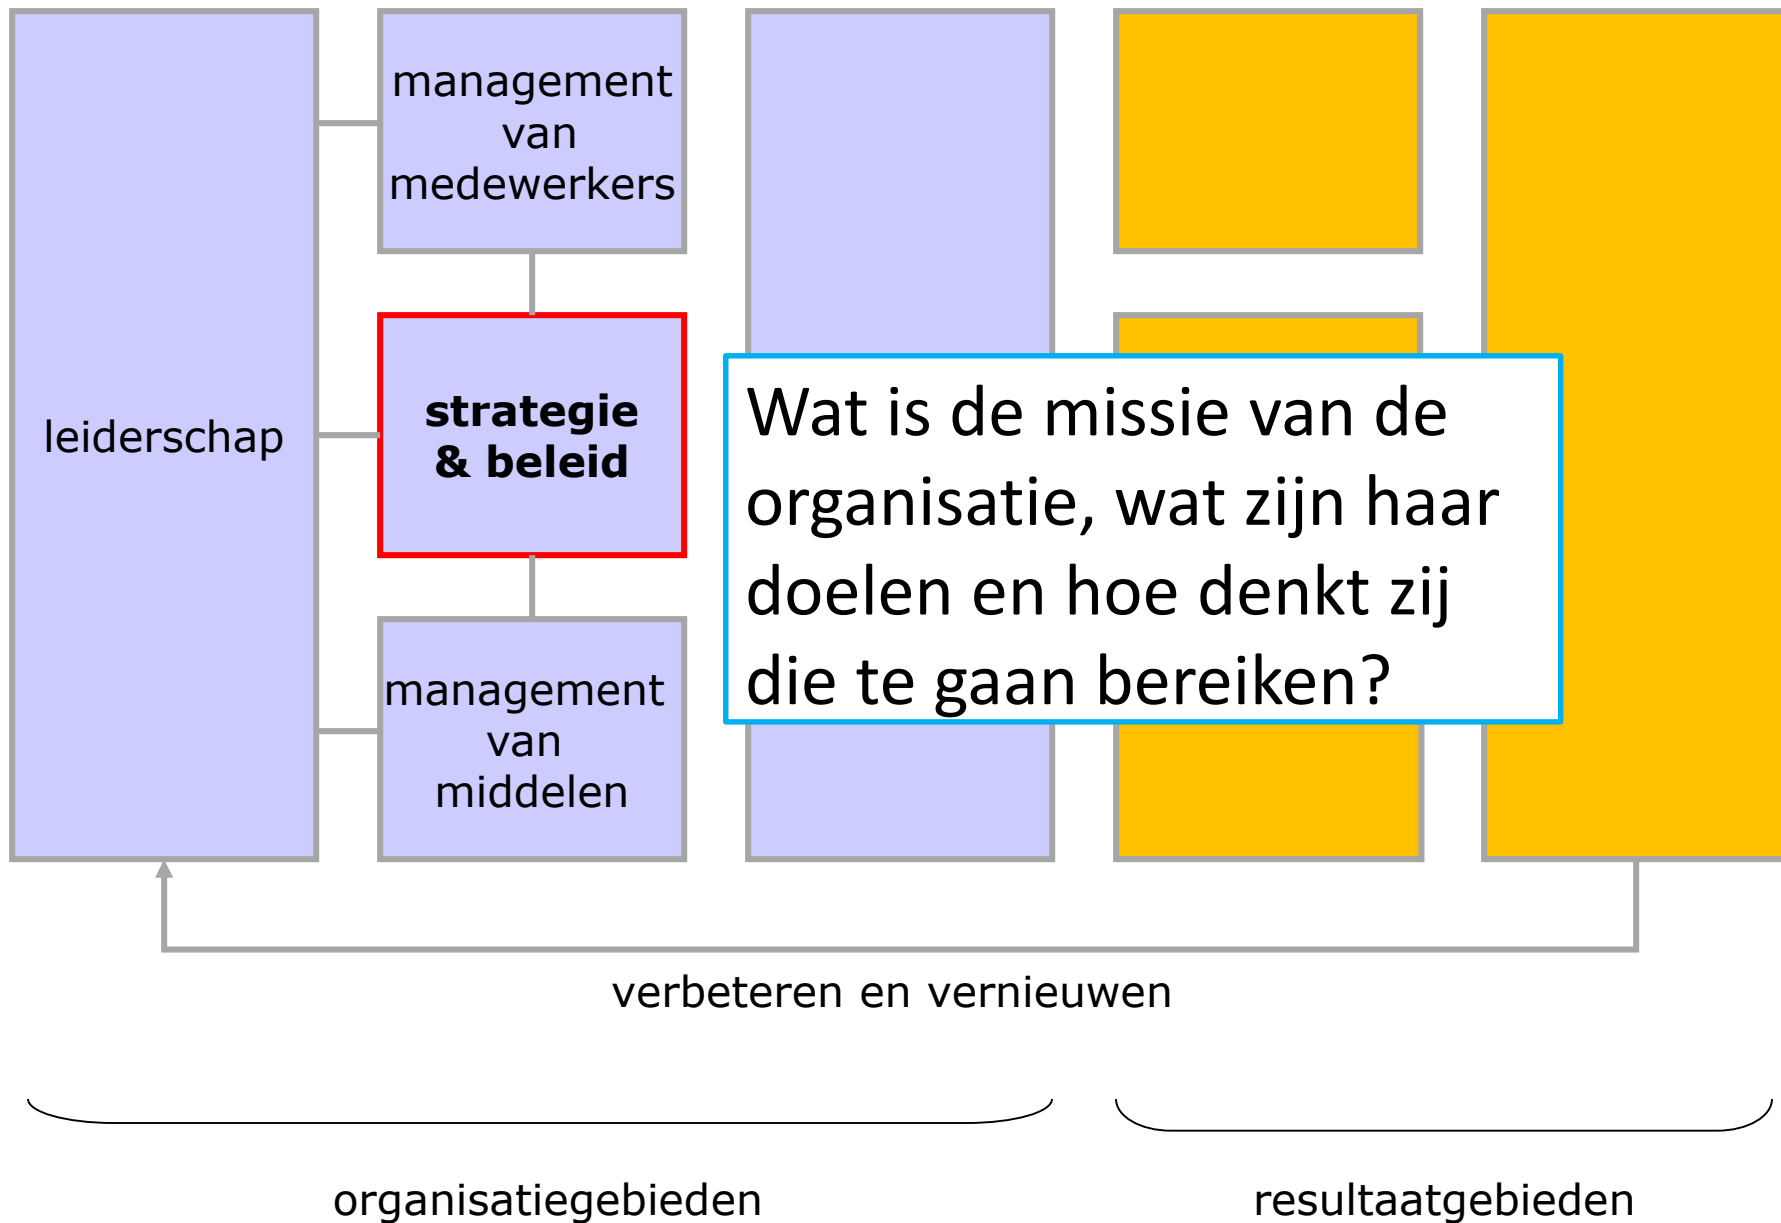 management
van
medewerkers
leiderschap
strategie
& beleid
management
van
middelen
Wat is de missie van de
organisatie, wat zijn haar
doelen en hoe denkt zij
die te gaan bereiken?
verbeteren en vernieuwen
organisatiegebieden
resultaatgebieden